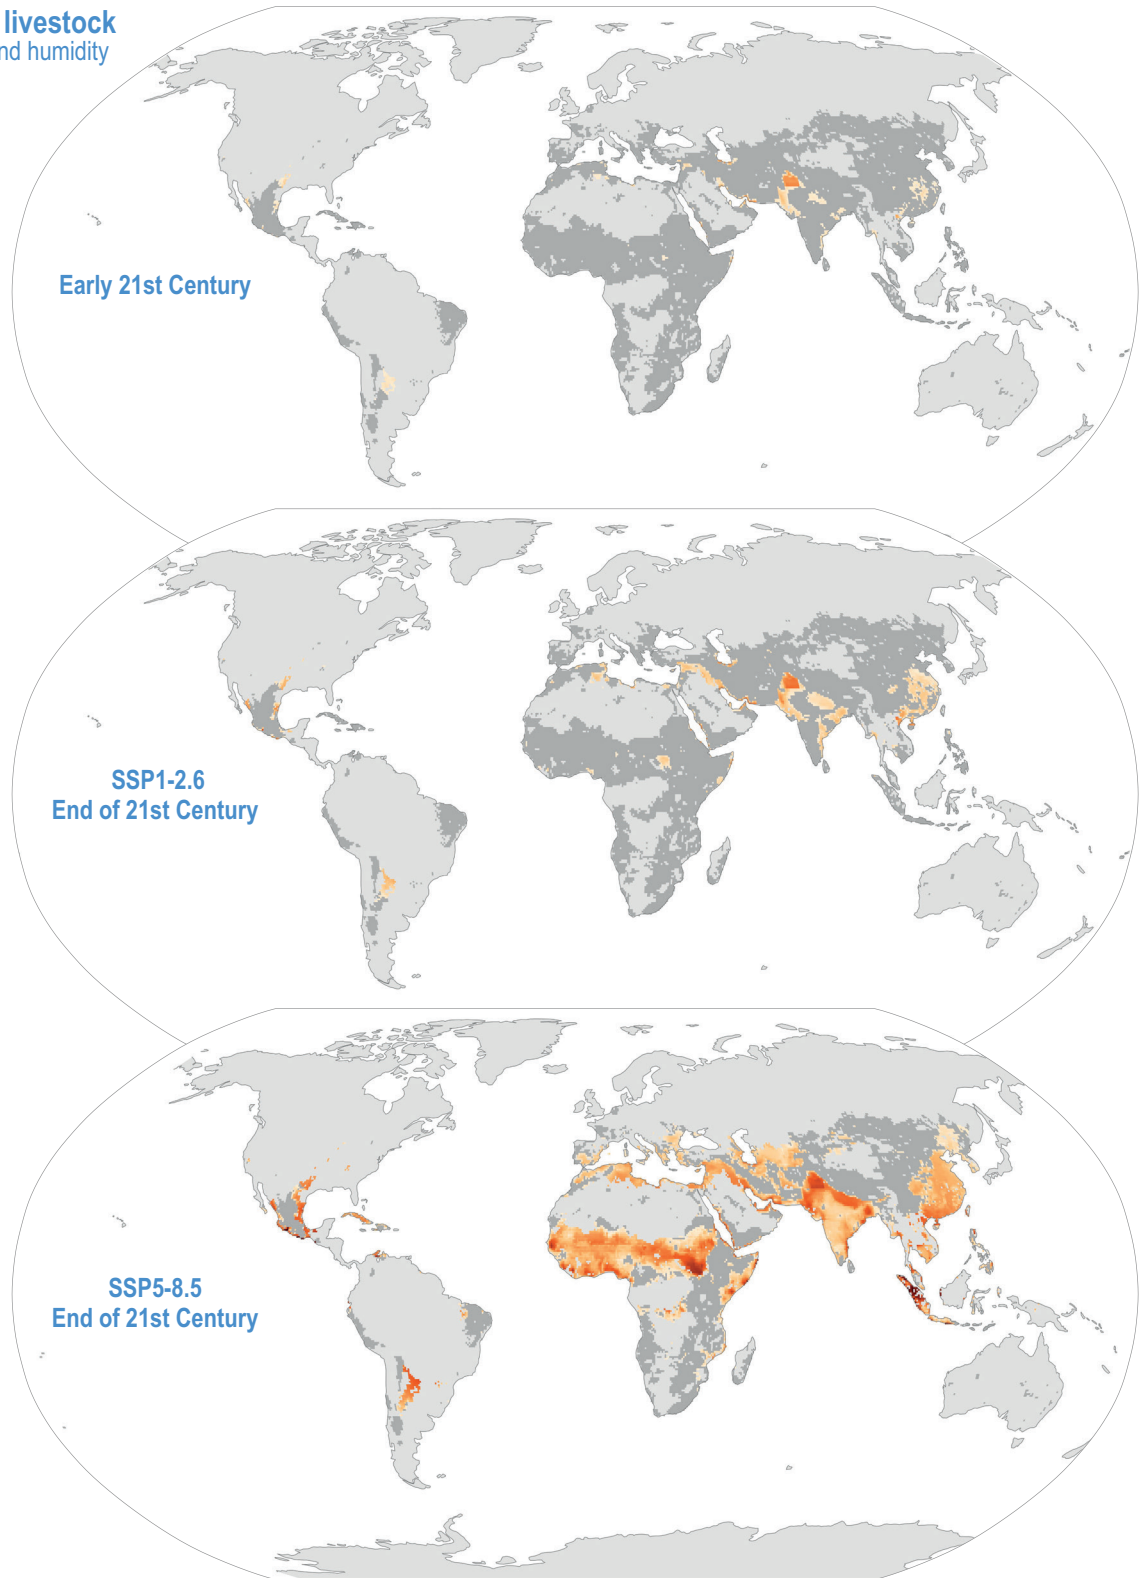 livestock
nd humidity
Early 21st Century
SSP1-2.6
End of 21st Century
SSP5-8.5
End of 21st Century